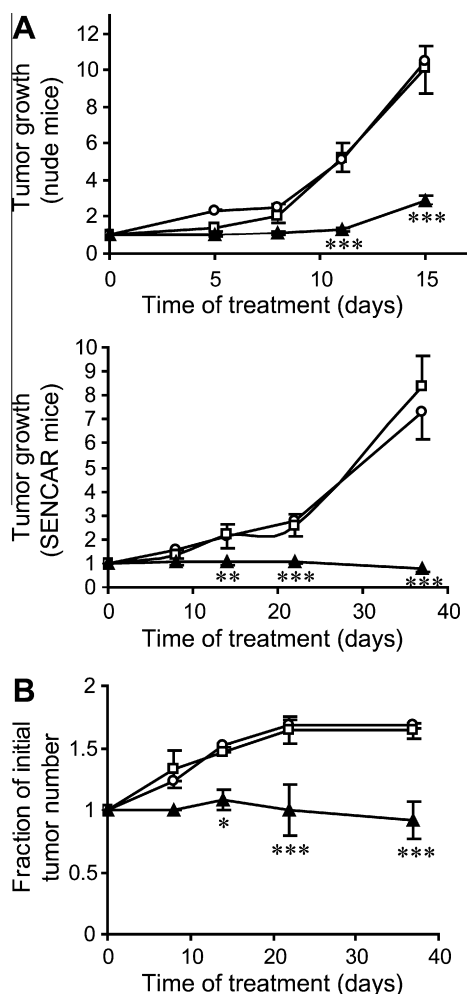 A
Tumor growth
(nude mice)
12
10
8
6
4
2
0
***
***
0 5 10 15
Time of treatment (days)
Tumor growth
(SENCAR mice)
10
9
8
7
6
5
4
3
2
1
0
** *** ***
0 10 20 30 40
Time of treatment (days)
B
Fraction of initial
tumor number
2
1.5
1
0.5
0
* *** ***
0 10 20 30 40
Time of treatment (days)